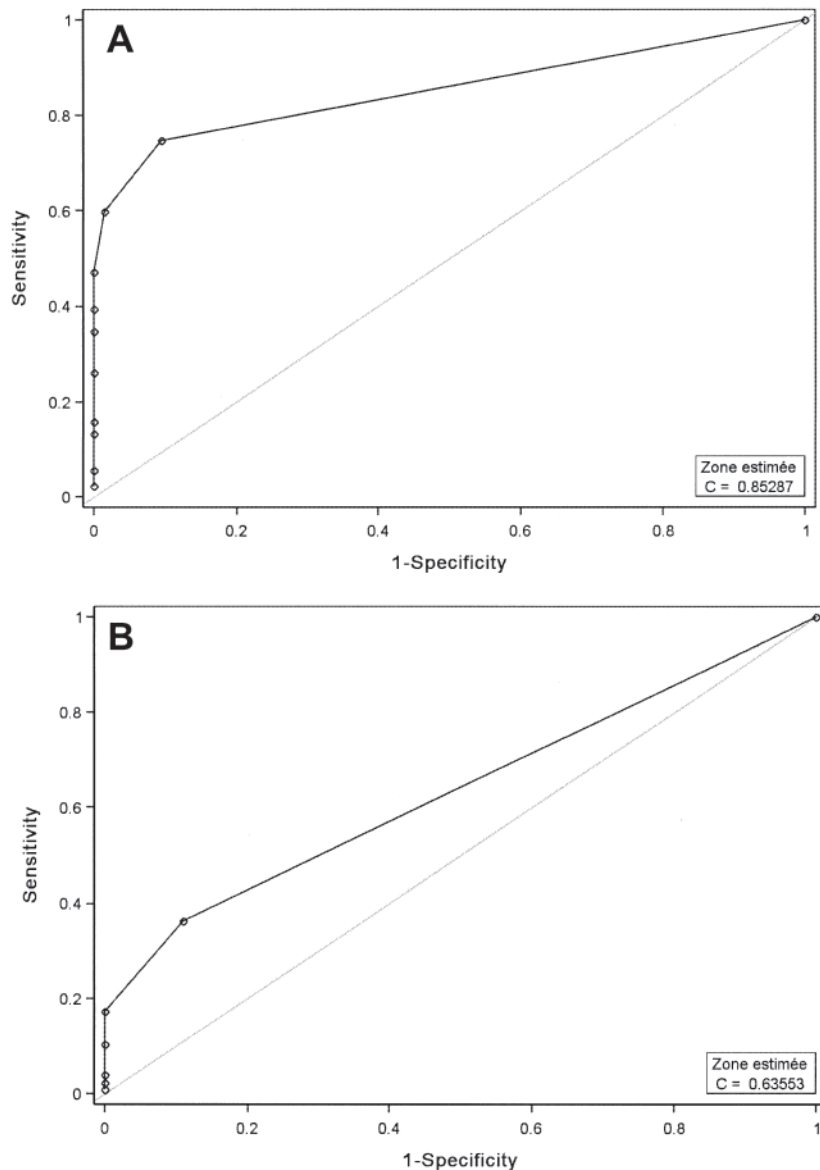 A
1
0.8
0.6
0.4
0.2
0
Sensitivity
Zone estimée
C = 0.85287
0 0.2 0.4 0.6 0.8 1
1-Specificity
B
1
0.8
0.6
0.4
0.2
0
Sensitivity
Zone estimée
C = 0.63553
0 0.2 0.4 0.6 0.8 1
1-Specificity